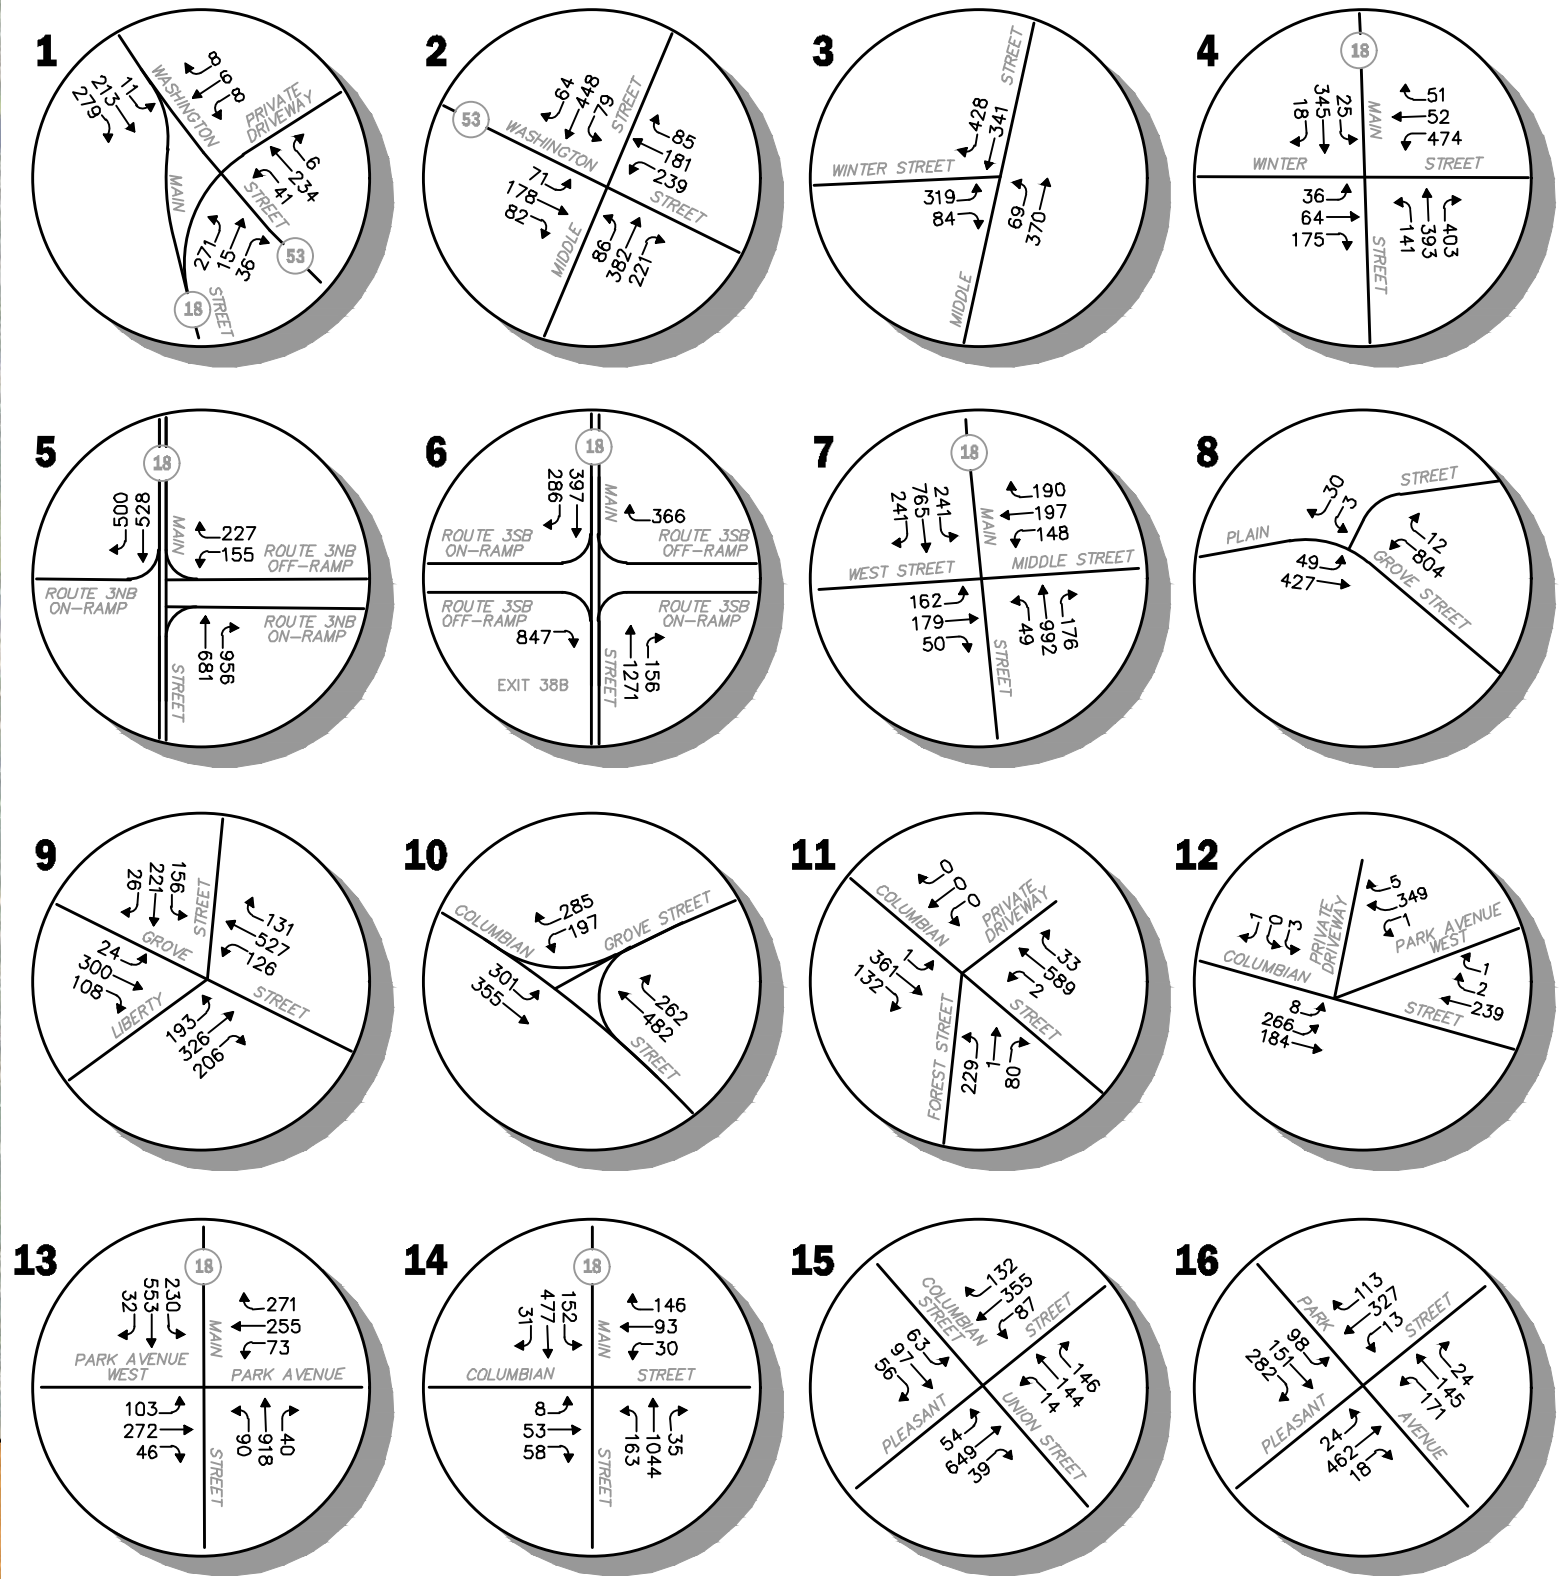 1
WASHINGTON
STREET
PRIVATE
DRIVEWAY
MAIN
STREET
53
18
279
213
11
8
6
8
6
234
41
271
15
36
2
53
WASHINGTON
STREET
MIDDLE
STREET
64
448
79
85
181
239
71
178
82
86
382
221
3
STREET
WINTER STREET
MIDDLE
428
341
319
84
69
370
4
18
MAIN
STREET
WINTER
STREET
18
345
25
51
52
474
36
64
175
141
393
403
5
18
MAIN
STREET
500
528
227
155
ROUTE 3NB
OFF-RAMP
ROUTE 3NB
ON-RAMP
ROUTE 3NB
ON-RAMP
681
956
6
18
MAIN
STREET
286
397
366
ROUTE 3SB
ON-RAMP
ROUTE 3SB
OFF-RAMP
ROUTE 3SB
OFF-RAMP
ROUTE 3SB
ON-RAMP
847
1271
156
EXIT 38B
7
18
MAIN
STREET
241
765
241
190
197
148
WEST STREET
MIDDLE STREET
162
179
50
49
992
176
8
PLAIN
STREET
GROVE STREET
30
3
12
804
49
427
9
GROVE
STREET
LIBERTY
STREET
26
221
156
131
527
126
24
300
108
193
326
206
10
COLUMBIAN
STREET
GROVE STREET
285
197
301
355
262
482
11
COLUMBIAN
STREET
PRIVATE
DRIVEWAY
FOREST STREET
0
0
0
1
361
132
33
589
2
229
1
80
12
COLUMBIAN
STREET
PRIVATE
DRIVEWAY
PARK AVENUE
WEST
1
0
3
5
349
1
1
2
239
8
266
184
13
18
MAIN
STREET
32
553
230
271
255
73
PARK AVENUE
WEST
PARK AVENUE
103
272
46
90
918
40
14
18
MAIN
STREET
31
477
152
146
93
30
COLUMBIAN
STREET
8
53
58
163
1044
35
15
COLUMBIAN
STREET
STREET
PLEASANT
UNION STREET
132
355
87
63
97
56
146
144
14
54
649
39
16
PARK
AVENUE
PLEASANT
STREET
113
327
13
98
151
282
24
145
171
24
462
18